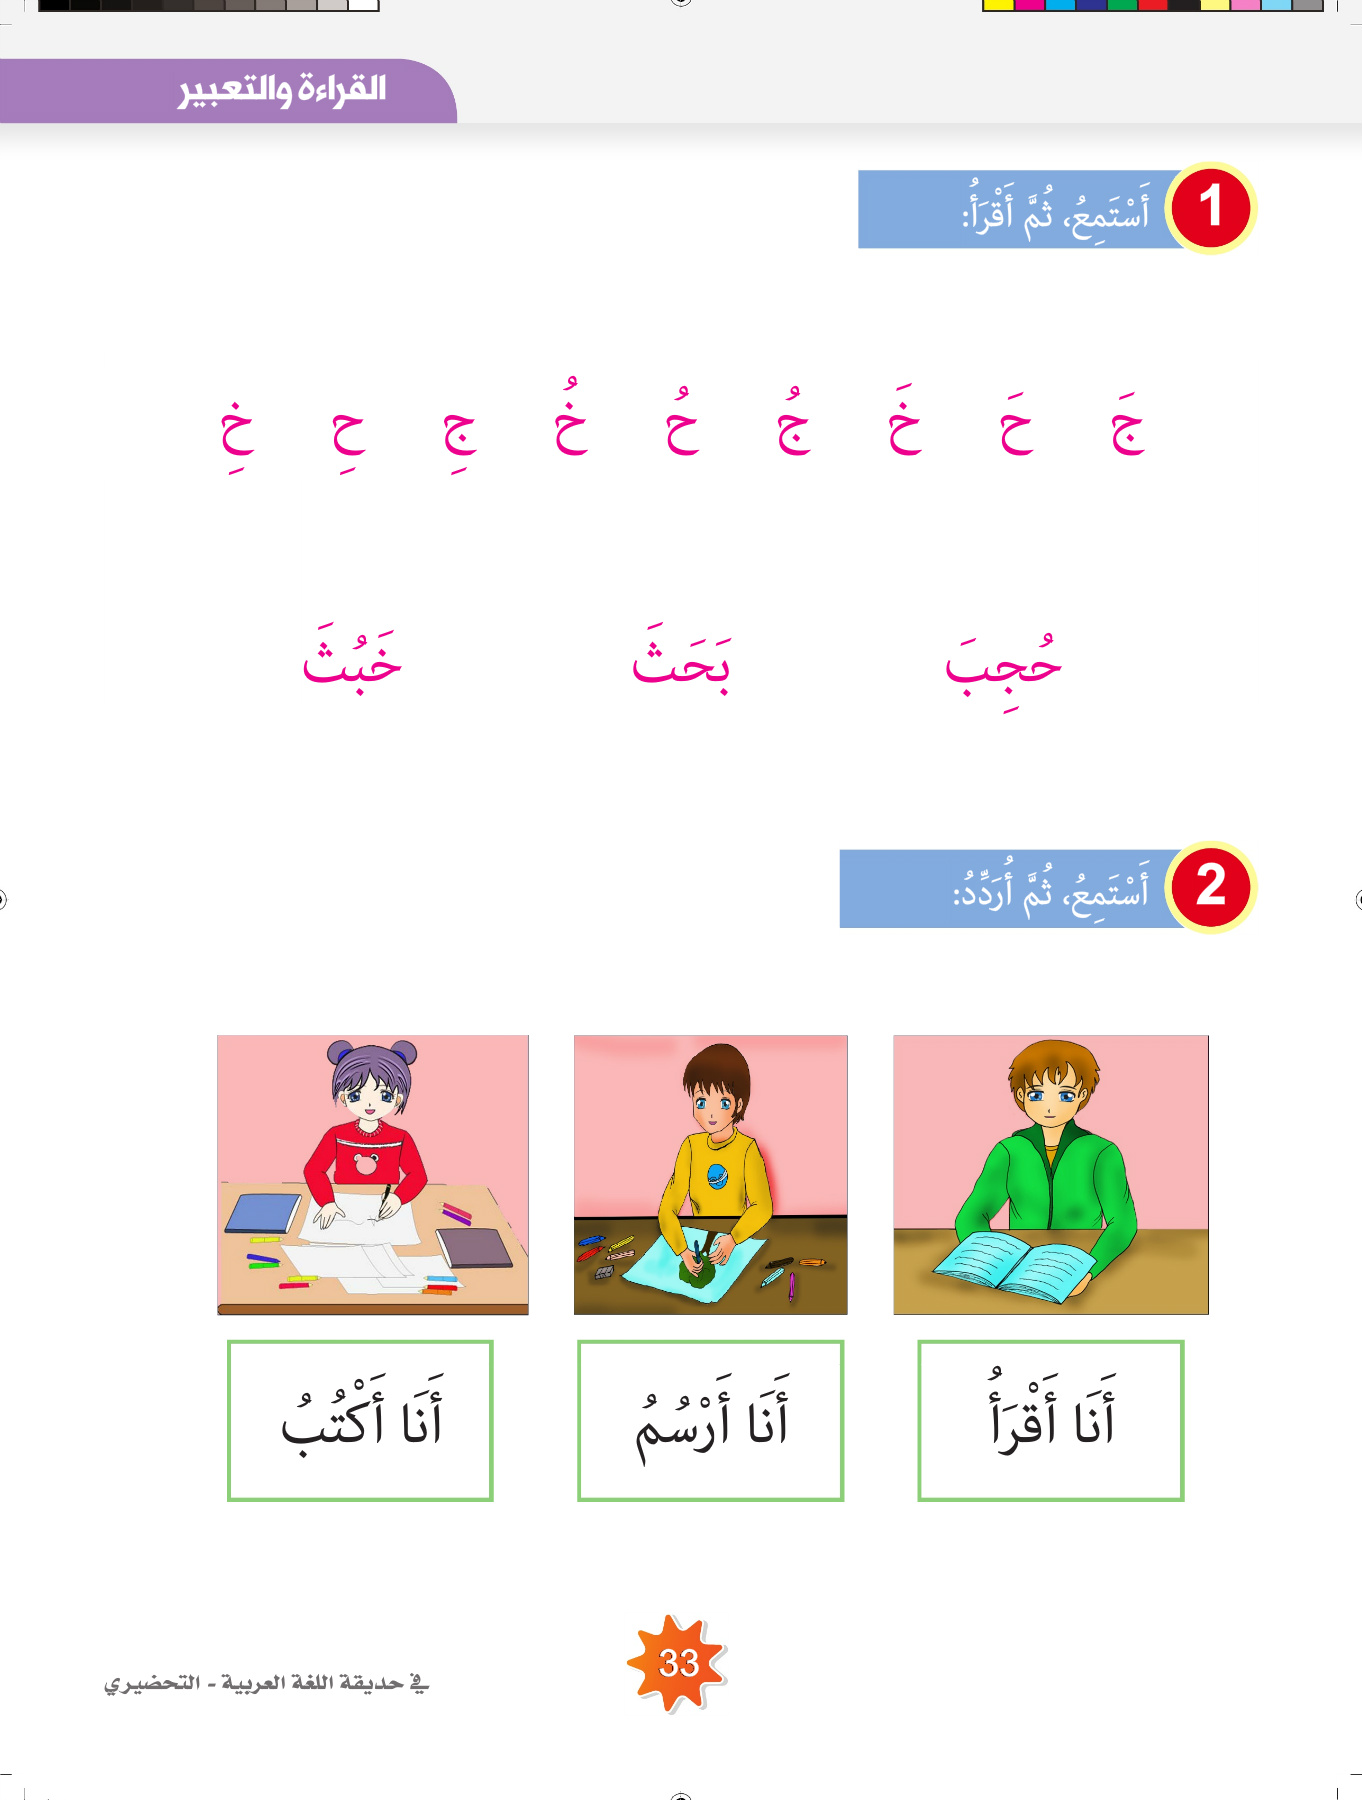 القراءة والتعبير
1 أَسْتَمِعُ، ثُمَّ أَقْرَأُ:
جَ حَ خَ جُ حُ خُ جِ حِ خِ
حُجِبَ بَحَثَ خَبُثَ
2 أَسْتَمِعُ، ثُمَّ أُرَدِّدُ:
أَنَا أَقْرَأُ أَنَا أَرْسُمُ أَنَا أَكْتُبُ
33
في حديقة اللغة العربية - التحضيري